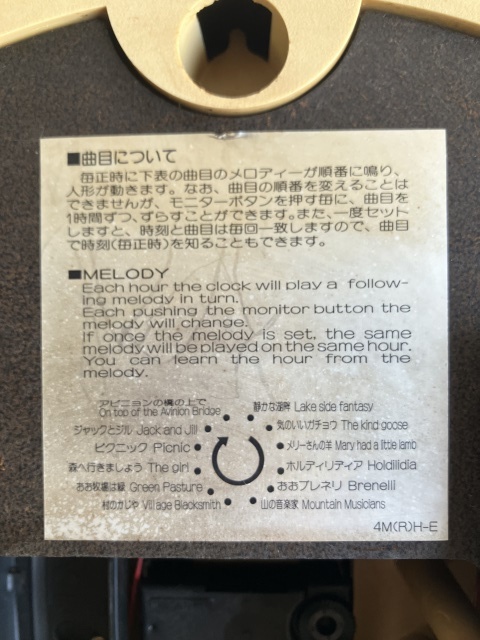 ■曲目について
毎正時に下表の曲目のメロディーが順番に鳴り、
人形が動きます。なお、曲目の順番を変えることは
できませんが、モニターボタンを押す毎に、曲目を
1時間ずつ、ずらすことができます。また、一度セット
しますと、時刻と曲目は毎回一致しますので、曲目
で時刻(毎正時)を知ることもできます。
■MELODY
Each hour the clock will play a follow-
ing melody in turn.
Each pushing the monitor button the
melody will change.
If once the melody is set, the same
melody will be played on the same hour.
You can learn the hour from the
melody.
アビニョンの橋の上で
On top of the Avinion Bridge
静かな湖畔 Lake side fantasy
ジャックとジル Jack and Jill
気のいいガチョウ The kind goose
ピクニック Picnic
メリーさんの羊 Mary had a little lamb
森へ行きましょう The girl
ホルディリディア Holdilidia
おお牧場は緑 Green Pasture
おおブレネリ Brenelli
村のかじや Village Blacksmith
山の音楽家 Mountain Musicians
4M(R)H-E